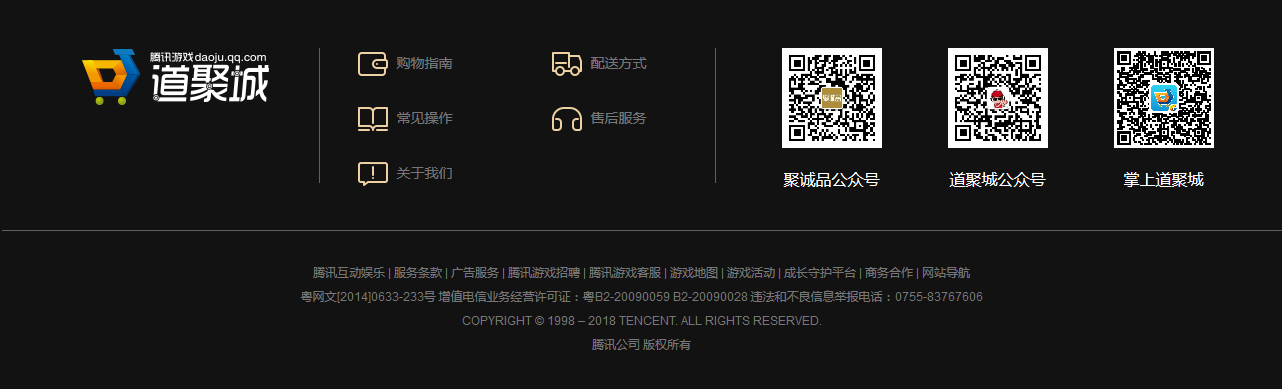 腾讯游戏daoju.qq.com
道聚城
购物指南
配送方式
常见操作
售后服务
关于我们
聚诚品公众号
道聚城公众号
掌上道聚城
腾讯互动娱乐 | 服务条款 | 广告服务 | 腾讯游戏招聘 | 腾讯游戏客服 | 游戏地图 | 游戏活动 | 成长守护平台 | 商务合作 | 网站导航
粤网文[2014]0633-233号 增值电信业务经营许可证：粤B2-20090059 B2-20090028 违法和不良信息举报电话：0755-83767606
COPYRIGHT © 1998 – 2018 TENCENT. ALL RIGHTS RESERVED.
腾讯公司 版权所有